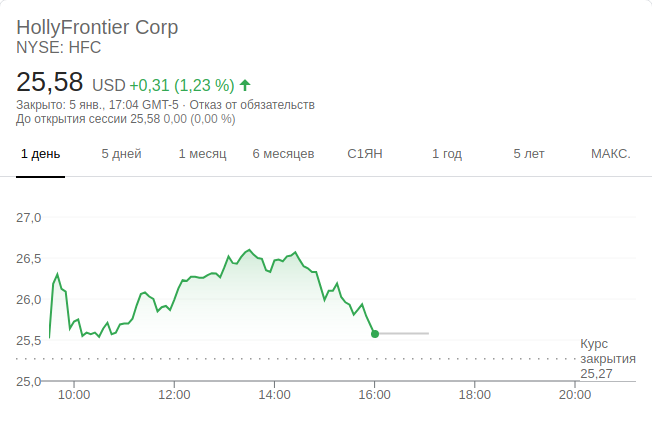 HollyFrontier Corp
NYSE: HFC
25,58 USD +0,31 (1,23 %)
Закрыто: 5 янв., 17:04 GMT-5 · Отказ от обязательств
До открытия сессии 25,58 0,00 (0,00 %)
1 день 5 дней 1 месяц 6 месяцев С1ЯН 1 год 5 лет МАКС.
27,0
26,5
26,0
25,5
Курс
закрытия
25,27
25,0
10:00 12:00 14:00 16:00 18:00 20:00